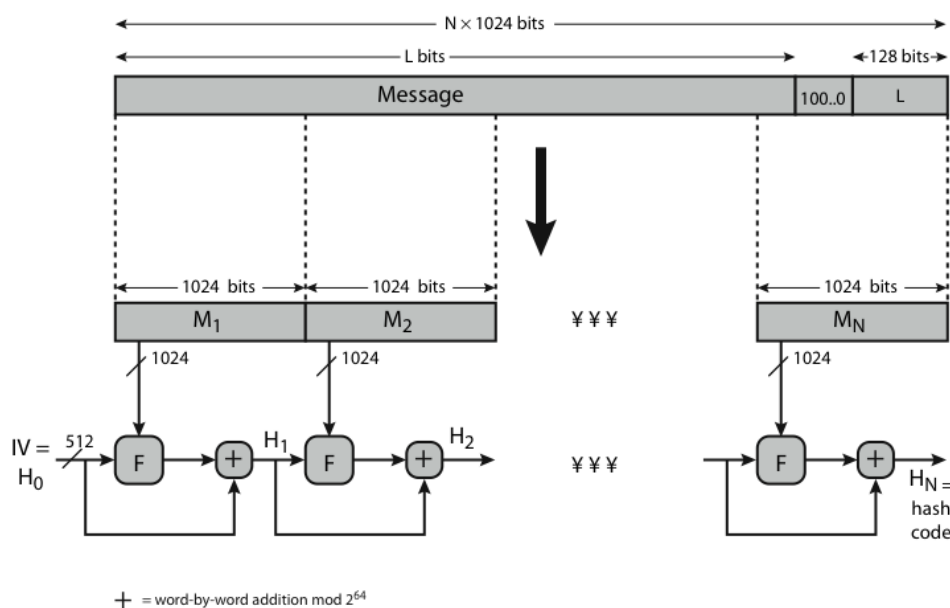 N × 1024 bits
L bits
128 bits
Message
100..0
L
1024 bits
1024 bits
1024 bits
M1
M2
¥ ¥ ¥
MN
1024
1024
1024
IV =
H0
512
F
+
H1
F
+
H2
¥ ¥ ¥
F
+
HN =
hash
code
+ = word-by-word addition mod 2^64